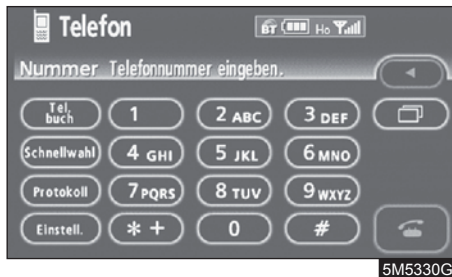 Telefon
BT Ho
Nummer Telefonnummer eingeben.
Tel. buch 1 2 ABC 3 DEF
Schnellwahl 4 GHI 5 JKL 6 MNO
Protokoll 7 PQRS 8 TUV 9 WXYZ
Einstell. * + 0 #
5M5330G